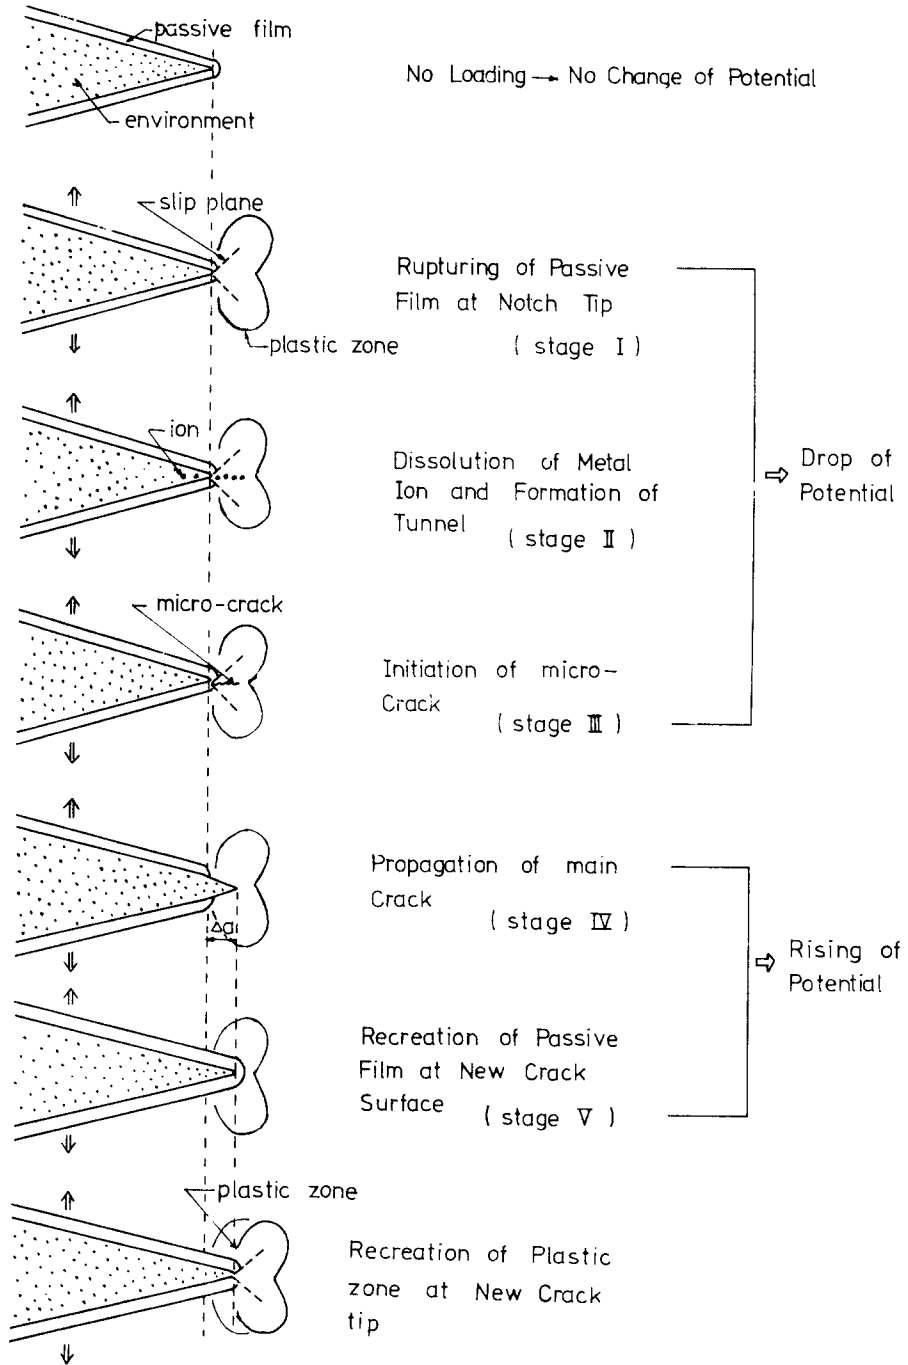 passive film
No Loading → No Change of Potential
environment
slip plane
Rupturing of Passive
Film at Notch Tip
( stage I )
plastic zone
ion
Dissolution of Metal
Ion and Formation of
Tunnel
( stage II )
Drop of
Potential
micro-crack
Initiation of micro-
Crack
( stage III )
Propagation of main
Crack
( stage IV )
Δa
Rising of
Potential
Recreation of Passive
Film at New Crack
Surface
( stage V )
plastic zone
Recreation of Plastic
zone at New Crack
tip